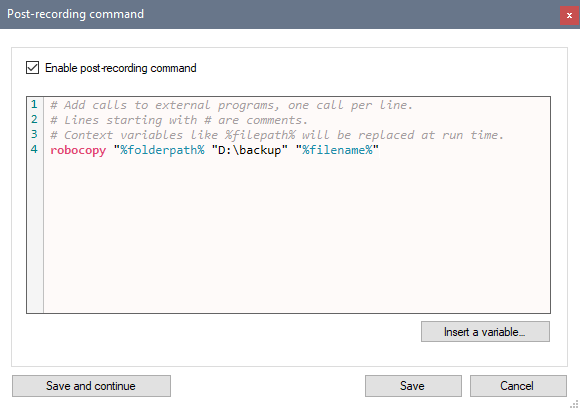 Post-recording command
x
Enable post-recording command
1 # Add calls to external programs, one call per line.
2 # Lines starting with # are comments.
3 # Context variables like %filepath% will be replaced at run time.
4 robocopy "%folderpath% "D:\backup" "%filename%"
Insert a variable...
Save and continue
Save
Cancel